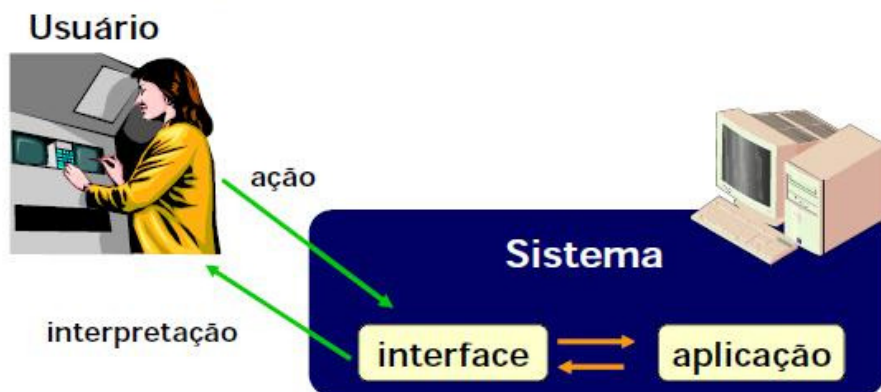 Usuário
ação
Sistema
interpretação
interface
aplicação